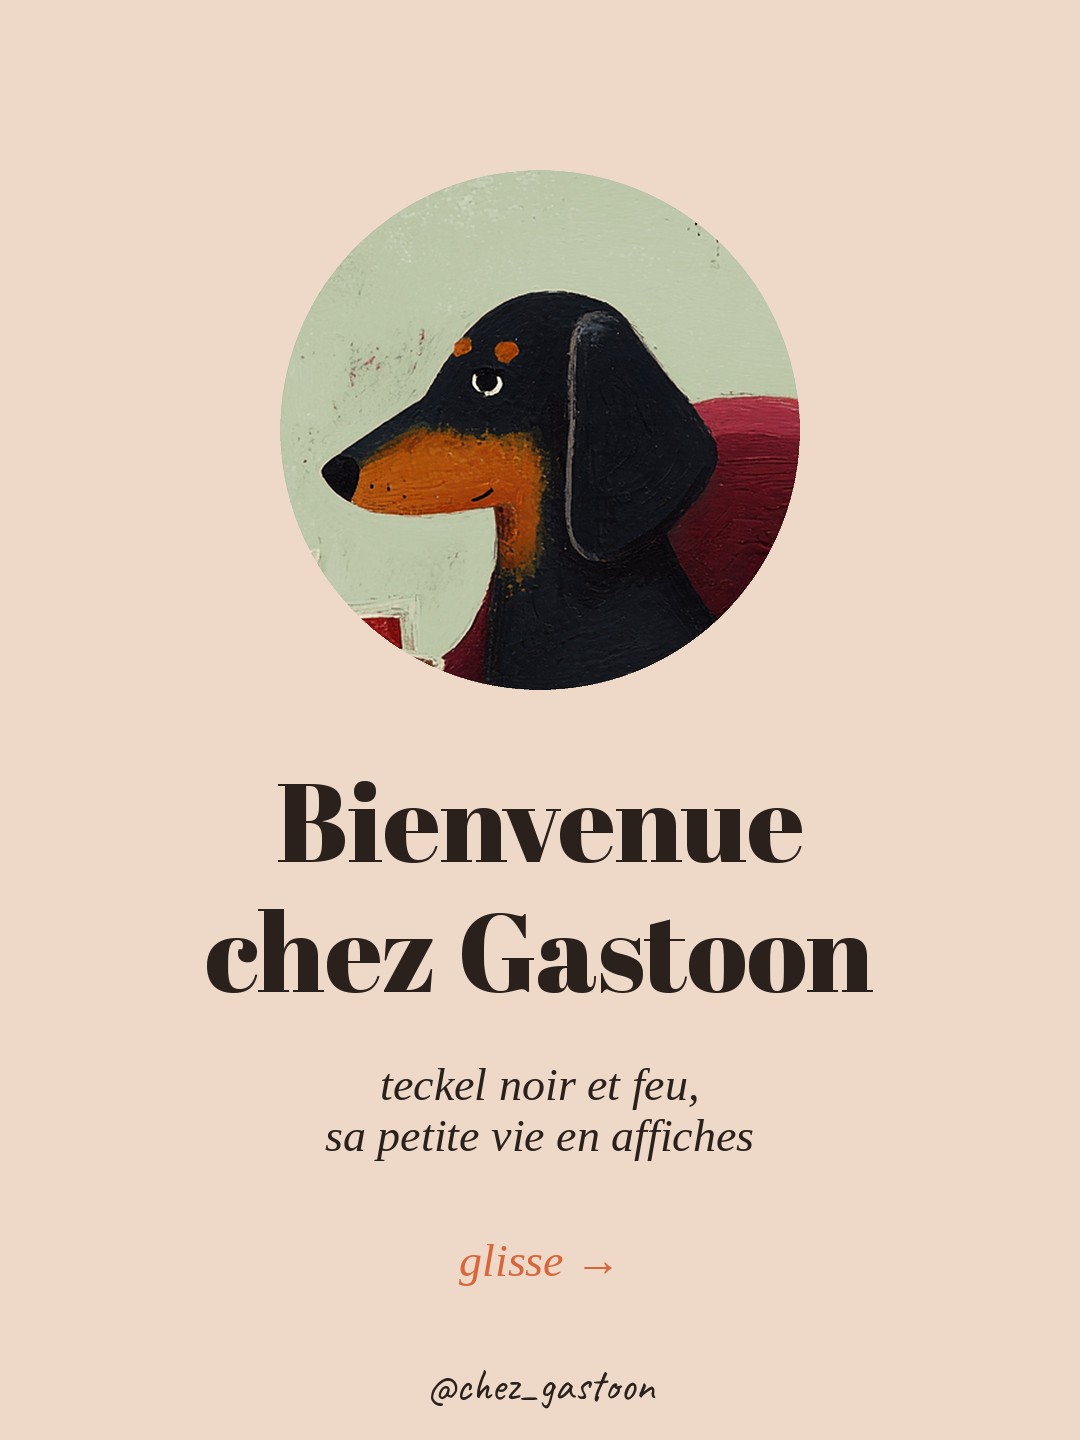 Bienvenue
chez Gastoon
teckel noir et feu,
sa petite vie en affiches
glisse →
@chez_gastoon